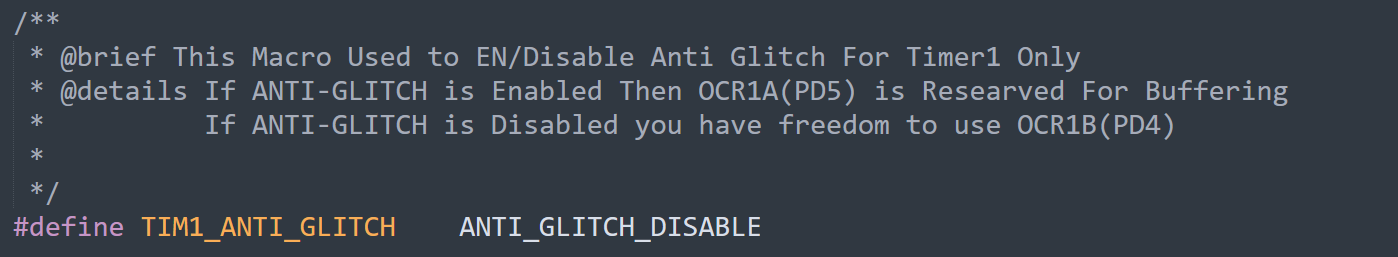 /**
 * @brief This Macro Used to EN/Disable Anti Glitch For Timer1 Only
 * @details If ANTI-GLITCH is Enabled Then OCR1A(PD5) is Researved For Buffering
 *          If ANTI-GLITCH is Disabled you have freedom to use OCR1B(PD4)
 *
 */
#define TIM1_ANTI_GLITCH    ANTI_GLITCH_DISABLE